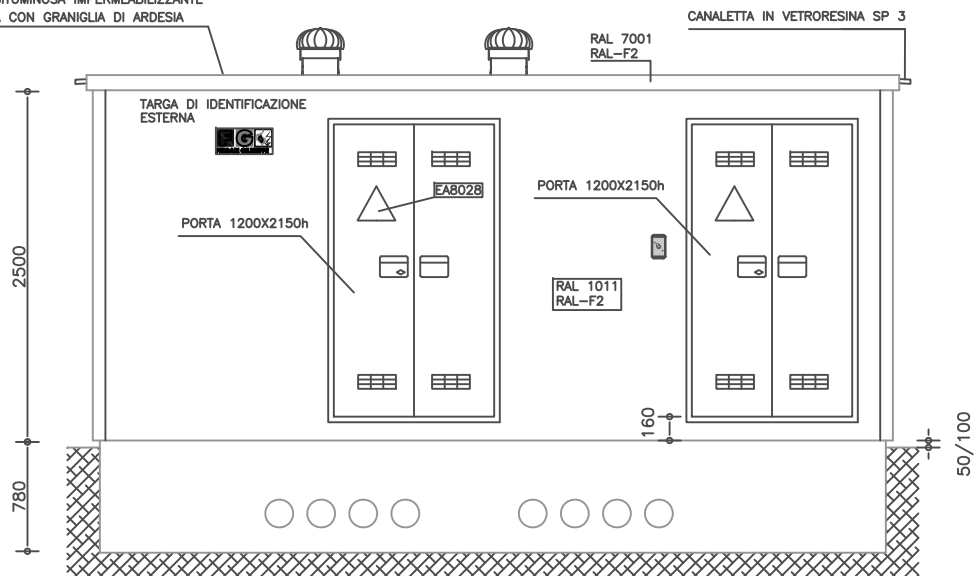 BITUMINOSA IMPERMEABILIZZANTE
CON GRANIGLIA DI ARDESIA
CANALETTA IN VETRORESINA SP 3
RAL 7001
RAL-F2
TARGA DI IDENTIFICAZIONE
ESTERNA
FG
EA8028
PORTA 1200X2150h
PORTA 1200X2150h
RAL 1011
RAL-F2
2500
160
50/100
780